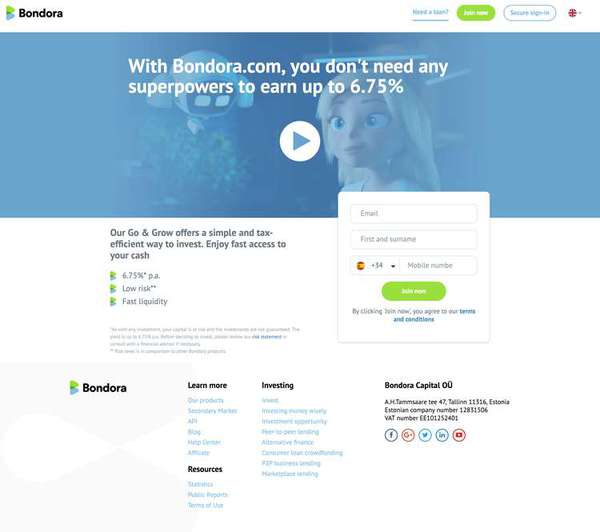 Bondora
Need a loan?
Join now
Secure sign-in
With Bondora.com, you don't need any
superpowers to earn up to 6.75%
Our Go & Grow offers a simple and tax-
efficient way to invest. Enjoy fast access to
your cash
6.75%* p.a.
Low risk**
Fast liquidity
*As with any investment, your capital is at risk and the investments are not guaranteed. The
yield is up to 6.75% p.a. Before deciding to invest, please review our risk statement or
consult with a financial advisor if necessary.
** Risk level is in comparison to other Bondora products.
Email
First and surname
+34
Mobile numbe
Join now
By clicking 'Join now', you agree to our terms
and conditions
Bondora
Learn more
Our products
Secondary Market
API
Blog
Help Center
Affiliate
Resources
Statistics
Public Reports
Terms of Use
Investing
Invest
Investing money wisely
Investment opportunity
Peer-to-peer lending
Alternative finance
Consumer loan crowdfunding
P2P business lending
Marketplace lending
Bondora Capital OÜ
A.H.Tammsaare tee 47, Tallinn 11316, Estonia
Estonian company number 12831506
VAT number EE101252401